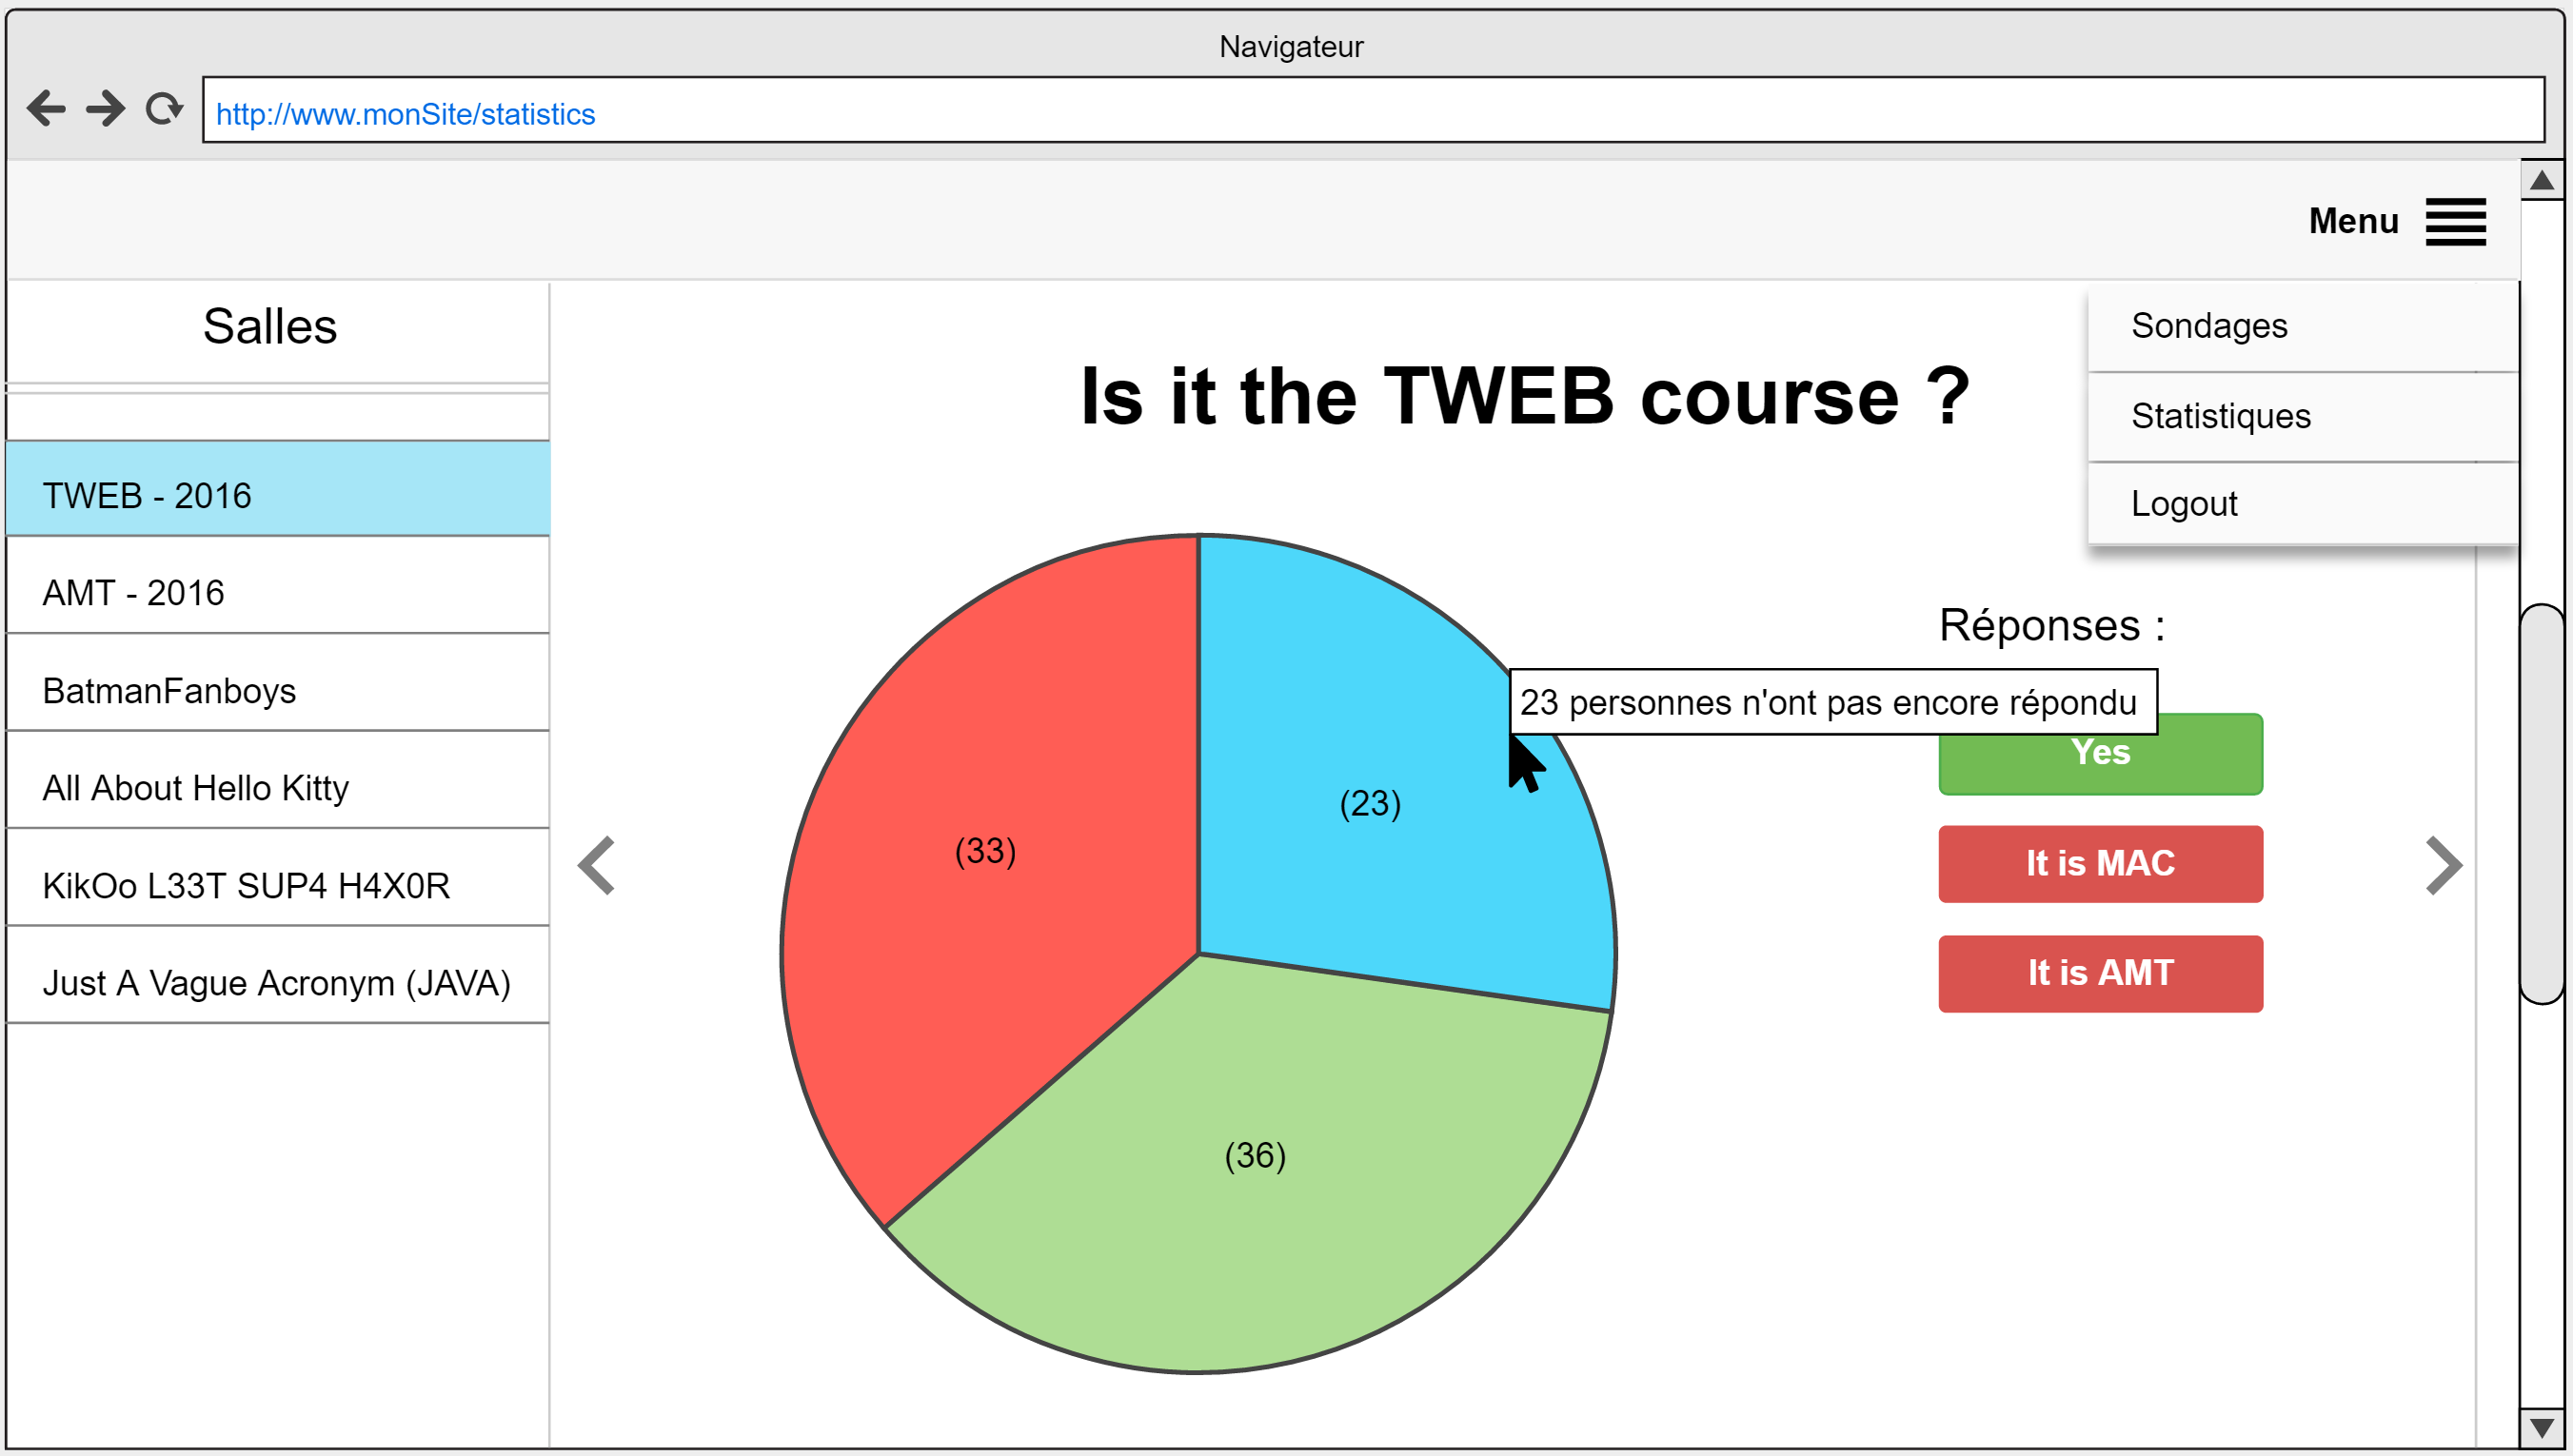 Navigateur
http://www.monSite/statistics
Menu
Salles
TWEB - 2016
AMT - 2016
BatmanFanboys
All About Hello Kitty
KikOo L33T SUP4 H4X0R
Just A Vague Acronym (JAVA)
Is it the TWEB course ?
Sondages
Statistiques
Logout
(33)
(23)
(36)
23 personnes n'ont pas encore répondu
Réponses :
Yes
It is MAC
It is AMT